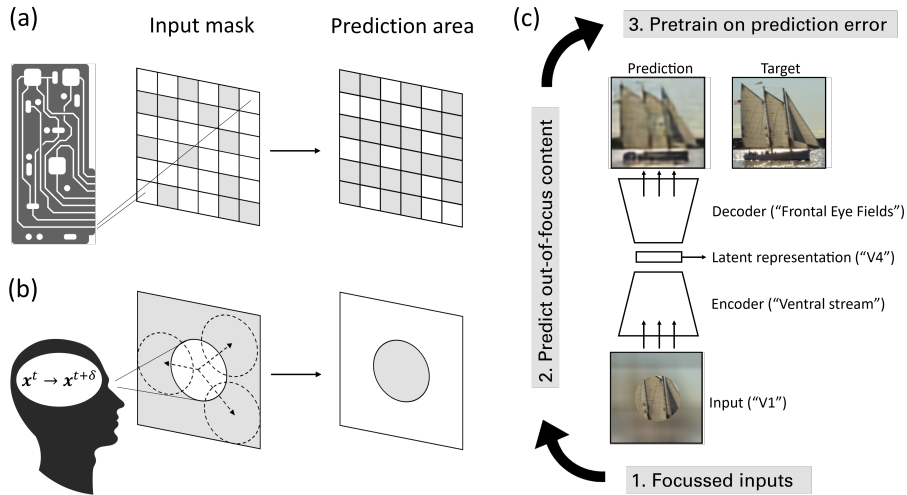 (a)
Input mask
Prediction area
(b)
x^t → x^{t+δ}
(c)
3. Pretrain on prediction error
Prediction
Target
2. Predict out-of-focus content
Decoder (“Frontal Eye Fields”)
Latent representation (“V4”)
Encoder (“Ventral stream”)
Input (“V1”)
1. Focussed inputs